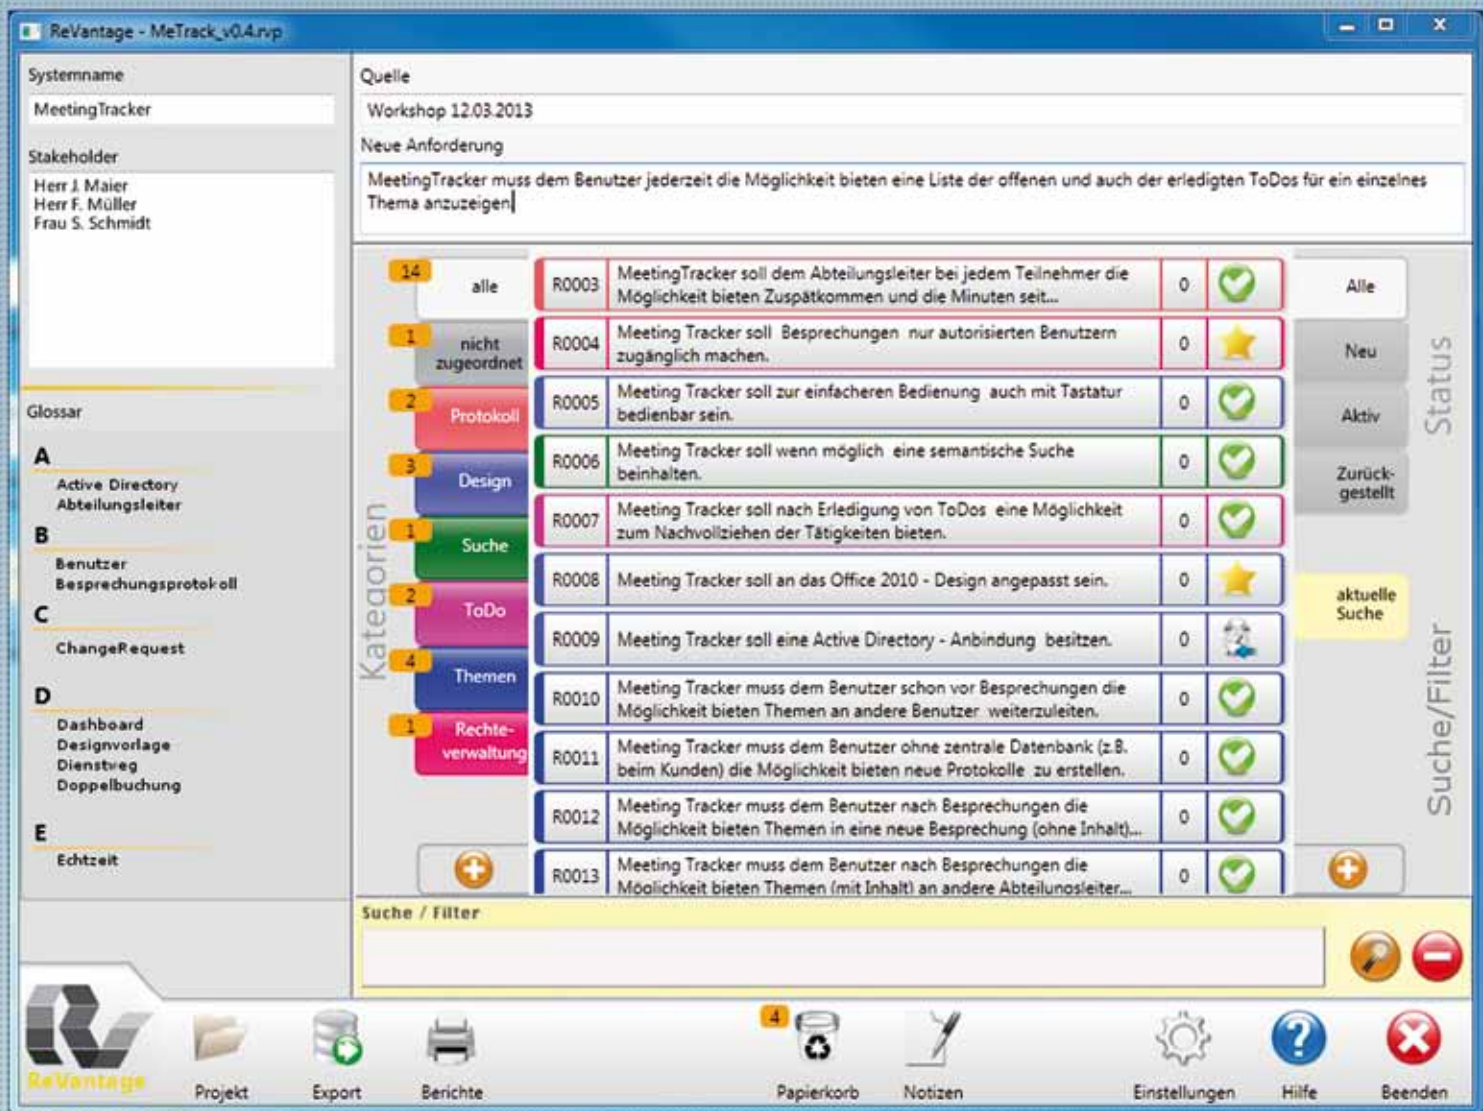 ReVantage - MeTrack_v0.4.rvp
Systemname
MeetingTracker
Stakeholder
Herr J. Maier
Herr F. Müller
Frau S. Schmidt
Glossar
A
Active Directory
Abteilungsleiter
B
Benutzer
Besprechungsprotokoll
C
ChangeRequest
D
Dashboard
Designvorlage
Dienstweg
Doppelbuchung
E
Echtzeit
Quelle
Workshop 12.03.2013
Neue Anforderung
MeetingTracker muss dem Benutzer jederzeit die Möglichkeit bieten eine Liste der offenen und auch der erledigten ToDos für ein einzelnes
Thema anzuzeigen
Kategorien
14
alle
1
nicht
zugeordnet
2
Protokoll
3
Design
1
Suche
2
ToDo
4
Themen
1
Rechte-
verwaltung
R0003 MeetingTracker soll dem Abteilungsleiter bei jedem Teilnehmer die 0
Möglichkeit bieten Zuspätkommen und die Minuten seit...
R0004 Meeting Tracker soll Besprechungen nur autorisierten Benutzern 0
zugänglich machen.
R0005 Meeting Tracker soll zur einfacheren Bedienung auch mit Tastatur 0
bedienbar sein.
R0006 Meeting Tracker soll wenn möglich eine semantische Suche 0
beinhalten.
R0007 Meeting Tracker soll nach Erledigung von ToDos eine Möglichkeit 0
zum Nachvollziehen der Tätigkeiten bieten.
R0008 Meeting Tracker soll an das Office 2010 - Design angepasst sein. 0
R0009 Meeting Tracker soll eine Active Directory - Anbindung besitzen. 0
R0010 Meeting Tracker muss dem Benutzer schon vor Besprechungen die 0
Möglichkeit bieten Themen an andere Benutzer weiterzuleiten.
R0011 Meeting Tracker muss dem Benutzer ohne zentrale Datenbank (z.B. 0
beim Kunden) die Möglichkeit bieten neue Protokolle zu erstellen.
R0012 Meeting Tracker muss dem Benutzer nach Besprechungen die 0
Möglichkeit bieten Themen in eine neue Besprechung (ohne Inhalt)...
R0013 Meeting Tracker muss dem Benutzer nach Besprechungen die 0
Möglichkeit bieten Themen (mit Inhalt) an andere Abteilungsleiter...
Alle
Neu
Aktiv
Zurück-
gestellt
Status
aktuelle
Suche
Suche/Filter
Suche / Filter
ReVantage
Projekt
Export
Berichte
4
Papierkorb
Notizen
Einstellungen
?
Hilfe
Beenden